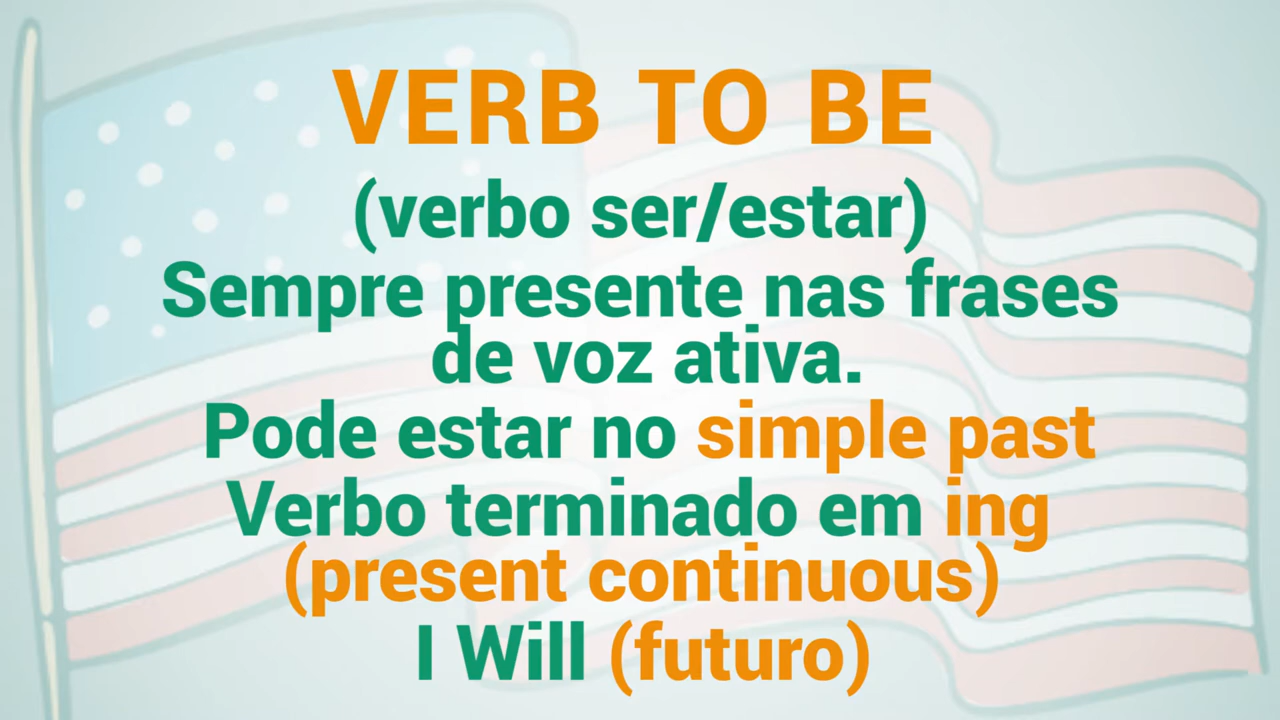 VERB TO BE
(verbo ser/estar)
Sempre presente nas frases
de voz ativa.
Pode estar no simple past
Verbo terminado em ing
(present continuous)
I Will (futuro)